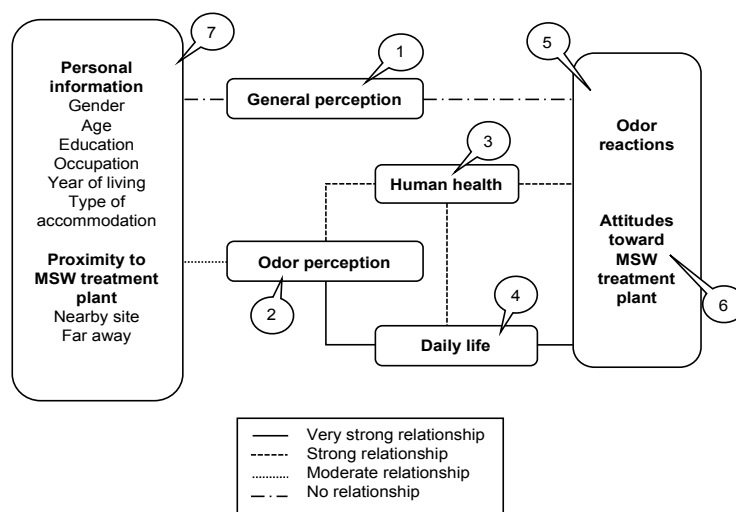 7
Personal
information
Gender
Age
Education
Occupation
Year of living
Type of
accommodation
Proximity to
MSW treatment
plant
Nearby site
Far away
1
General perception
3
Human health
Odor perception
2
4
Daily life
5
Odor
reactions
Attitudes
toward
MSW
treatment
plant
6
Very strong relationship
Strong relationship
Moderate relationship
No relationship